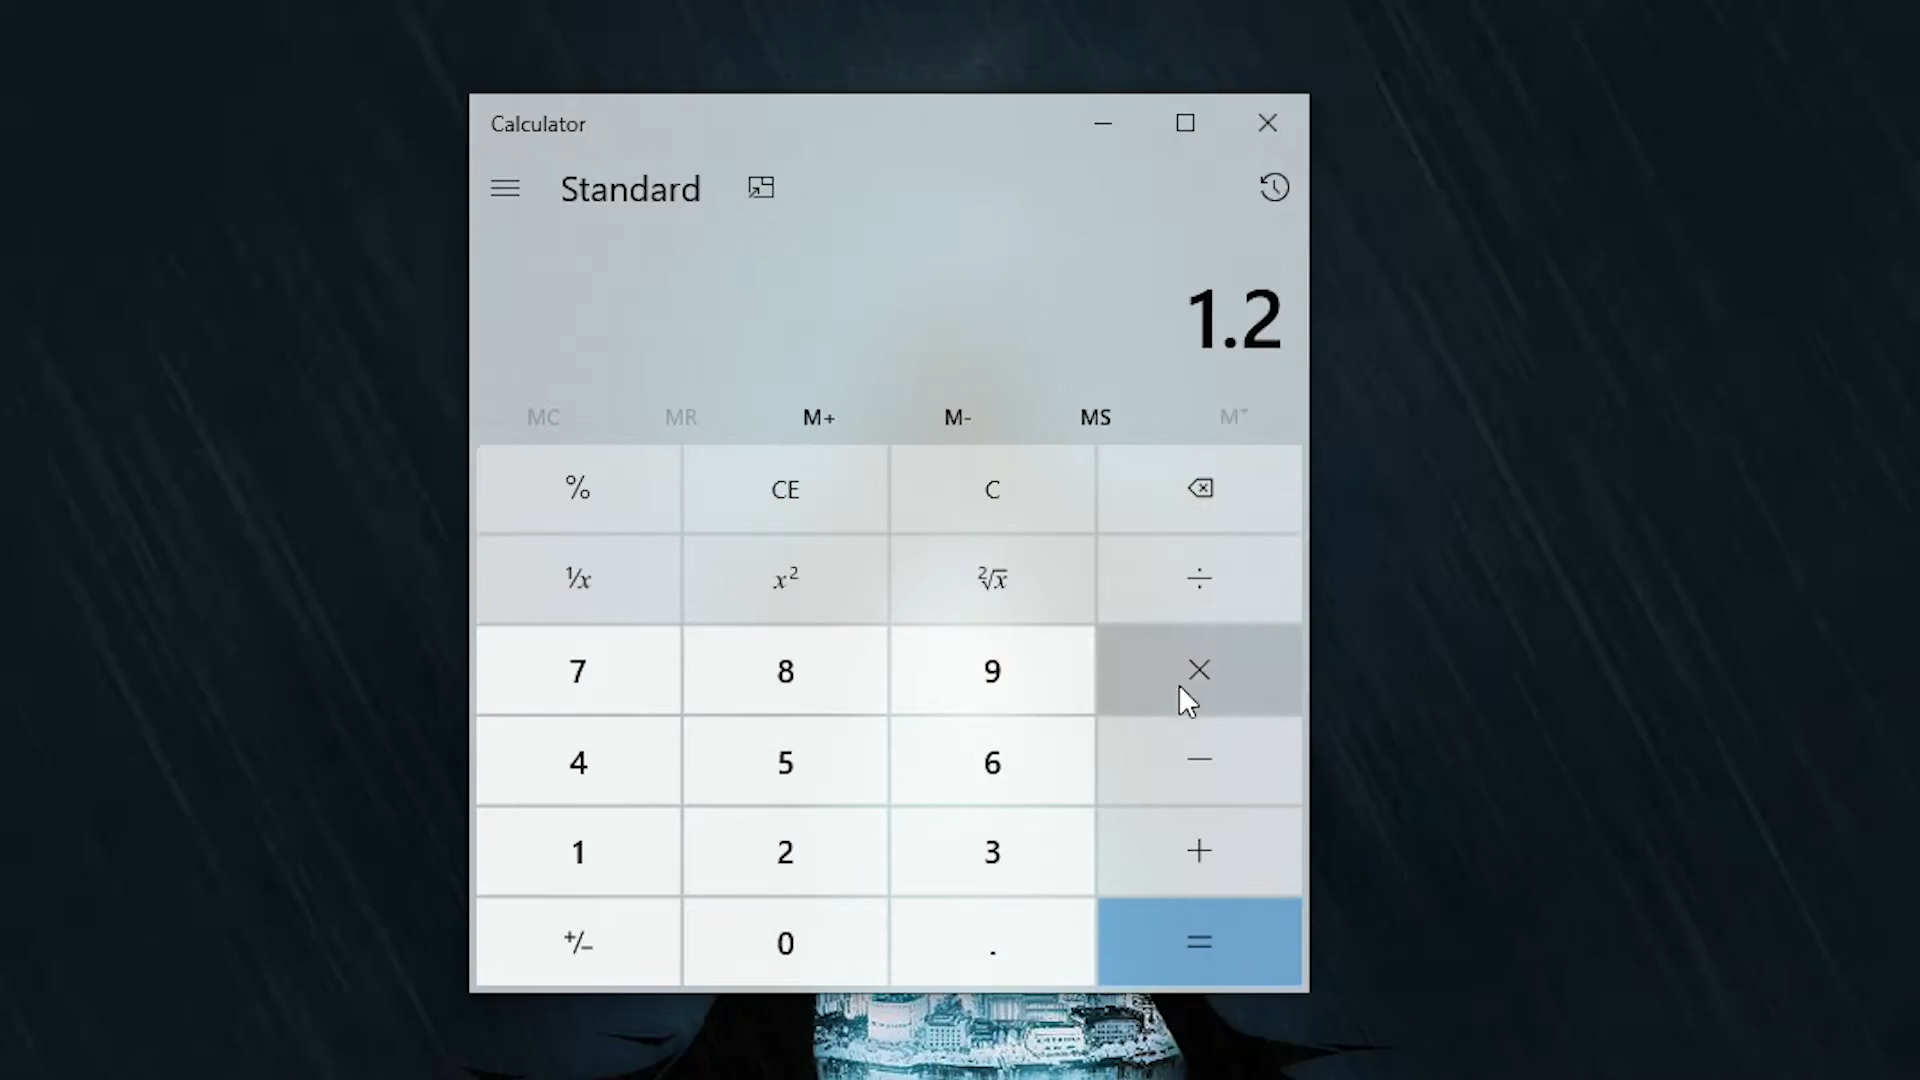 Calculator
Standard
1.2
MC MR M+ M- MS M˅
% CE C
¹/x x² ²√x ÷
7 8 9 ×
4 5 6 −
1 2 3 +
+/− 0 . =